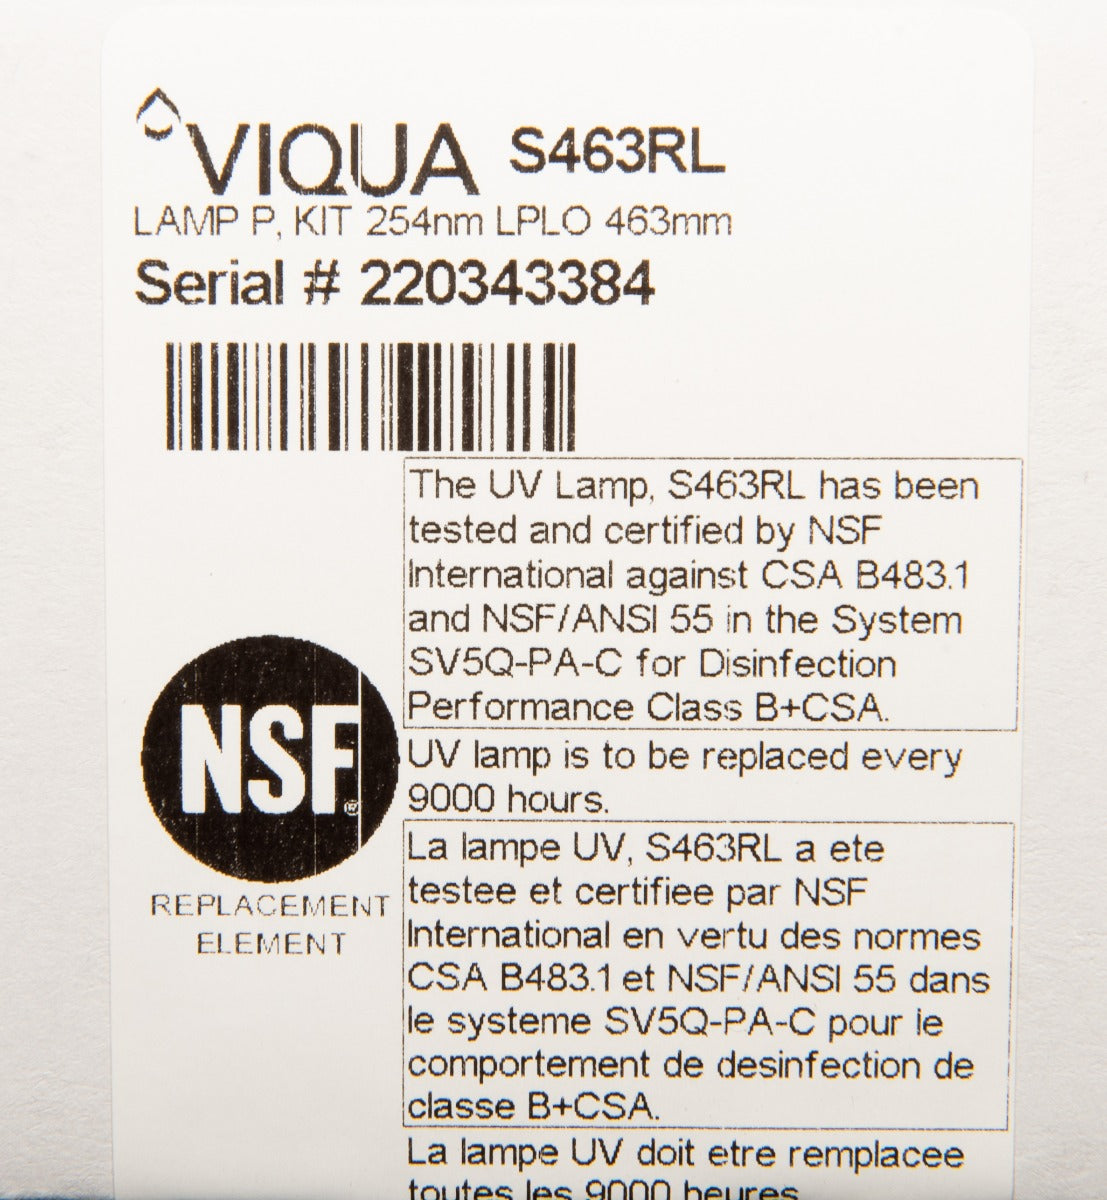 VIQUA S463RL
LAMP P, KIT 254nm LPLO 463mm
Serial # 220343384
The UV Lamp, S463RL has been
tested and certified by NSF
International against CSA B483.1
and NSF/ANSI 55 in the System
SV5Q-PA-C for Disinfection
Performance Class B+CSA.
UV lamp is to be replaced every
9000 hours.
NSF®
REPLACEMENT
ELEMENT
La lampe UV, S463RL a ete
testee et certifiee par NSF
International en vertu des normes
CSA B483.1 et NSF/ANSI 55 dans
le systeme SV5Q-PA-C pour le
comportement de desinfection de
classe B+CSA.
La lampe UV doit etre remplacee
toutes les 9000 heures